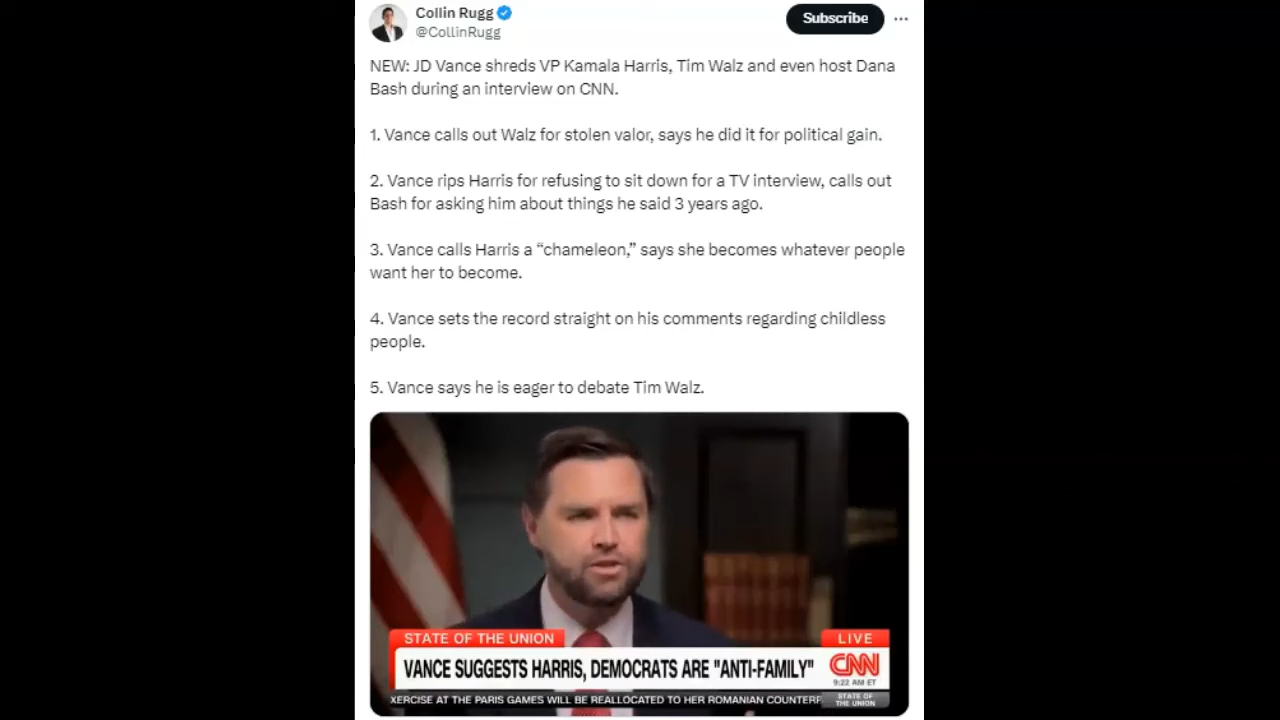 Collin Rugg
@CollinRugg
Subscribe
NEW: JD Vance shreds VP Kamala Harris, Tim Walz and even host Dana
Bash during an interview on CNN.
1. Vance calls out Walz for stolen valor, says he did it for political gain.
2. Vance rips Harris for refusing to sit down for a TV interview, calls out
Bash for asking him about things he said 3 years ago.
3. Vance calls Harris a “chameleon,” says she becomes whatever people
want her to become.
4. Vance sets the record straight on his comments regarding childless
people.
5. Vance says he is eager to debate Tim Walz.
STATE OF THE UNION
LIVE
VANCE SUGGESTS HARRIS, DEMOCRATS ARE "ANTI-FAMILY"
CNN
9:22 AM ET
XERCISE AT THE PARIS GAMES WILL BE REALLOCATED TO HER ROMANIAN COUNTERP
STATE OF
THE UNION